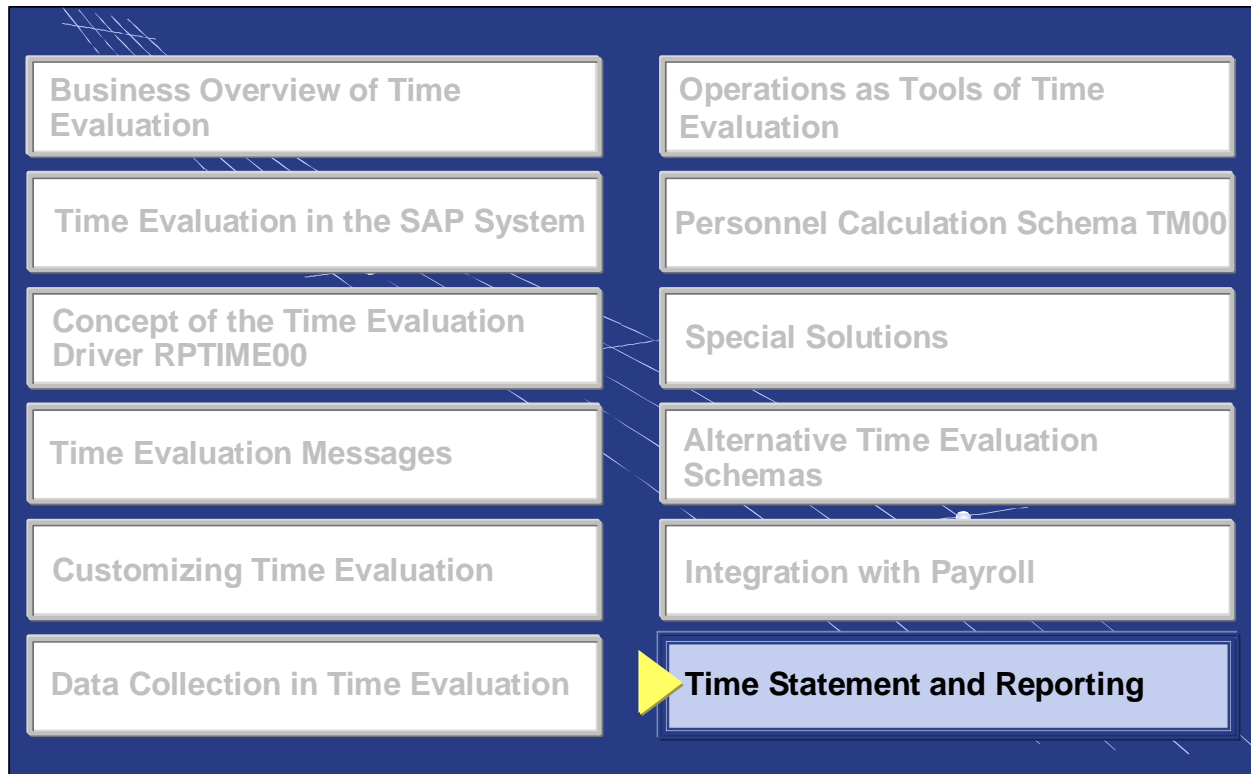 Business Overview of Time
Evaluation
Time Evaluation in the SAP System
Concept of the Time Evaluation
Driver RPTIME00
Time Evaluation Messages
Customizing Time Evaluation
Data Collection in Time Evaluation
Operations as Tools of Time
Evaluation
Personnel Calculation Schema TM00
Special Solutions
Alternative Time Evaluation
Schemas
Integration with Payroll
Time Statement and Reporting